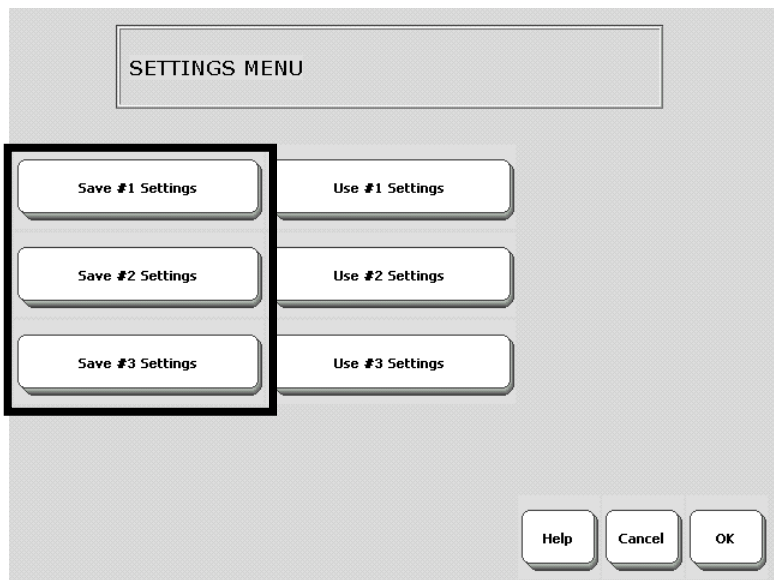 SETTINGS MENU
Save #1 Settings
Use #1 Settings
Save #2 Settings
Use #2 Settings
Save #3 Settings
Use #3 Settings
Help
Cancel
OK